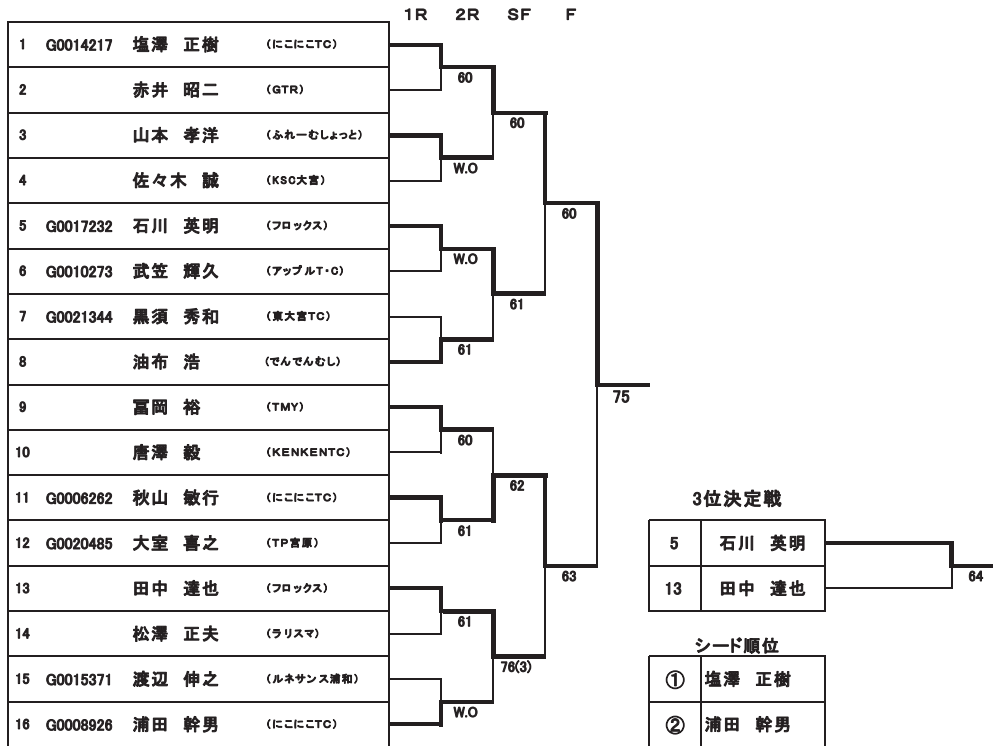 1R 2R SF F
1 G0014217 塩澤 正樹 (にこにこTC)
60
2 赤井 昭二 (GTR)
60
3 山本 孝洋 (ふれーむしょっと)
W.O
4 佐々木 誠 (KSC大宮)
60
5 G0017232 石川 英明 (フロックス)
W.O
6 G0010273 武笠 輝久 (アップルT・C)
61
7 G0021344 黒須 秀和 (東大宮TC)
61
8 油布 浩 (でんでんむし)
75
9 冨岡 裕 (TMY)
60
10 唐澤 毅 (KENKENTC)
62
11 G0006262 秋山 敏行 (にこにこTC)
61
12 G0020485 大室 喜之 (TP宮原)
63
13 田中 達也 (フロックス)
61
14 松澤 正夫 (ラリスマ)
76(3)
15 G0015371 渡辺 伸之 (ルネサンス浦和)
W.O
16 G0008926 浦田 幹男 (にこにこTC)
3位決定戦
5 石川 英明
64
13 田中 達也
シード順位
① 塩澤 正樹
② 浦田 幹男